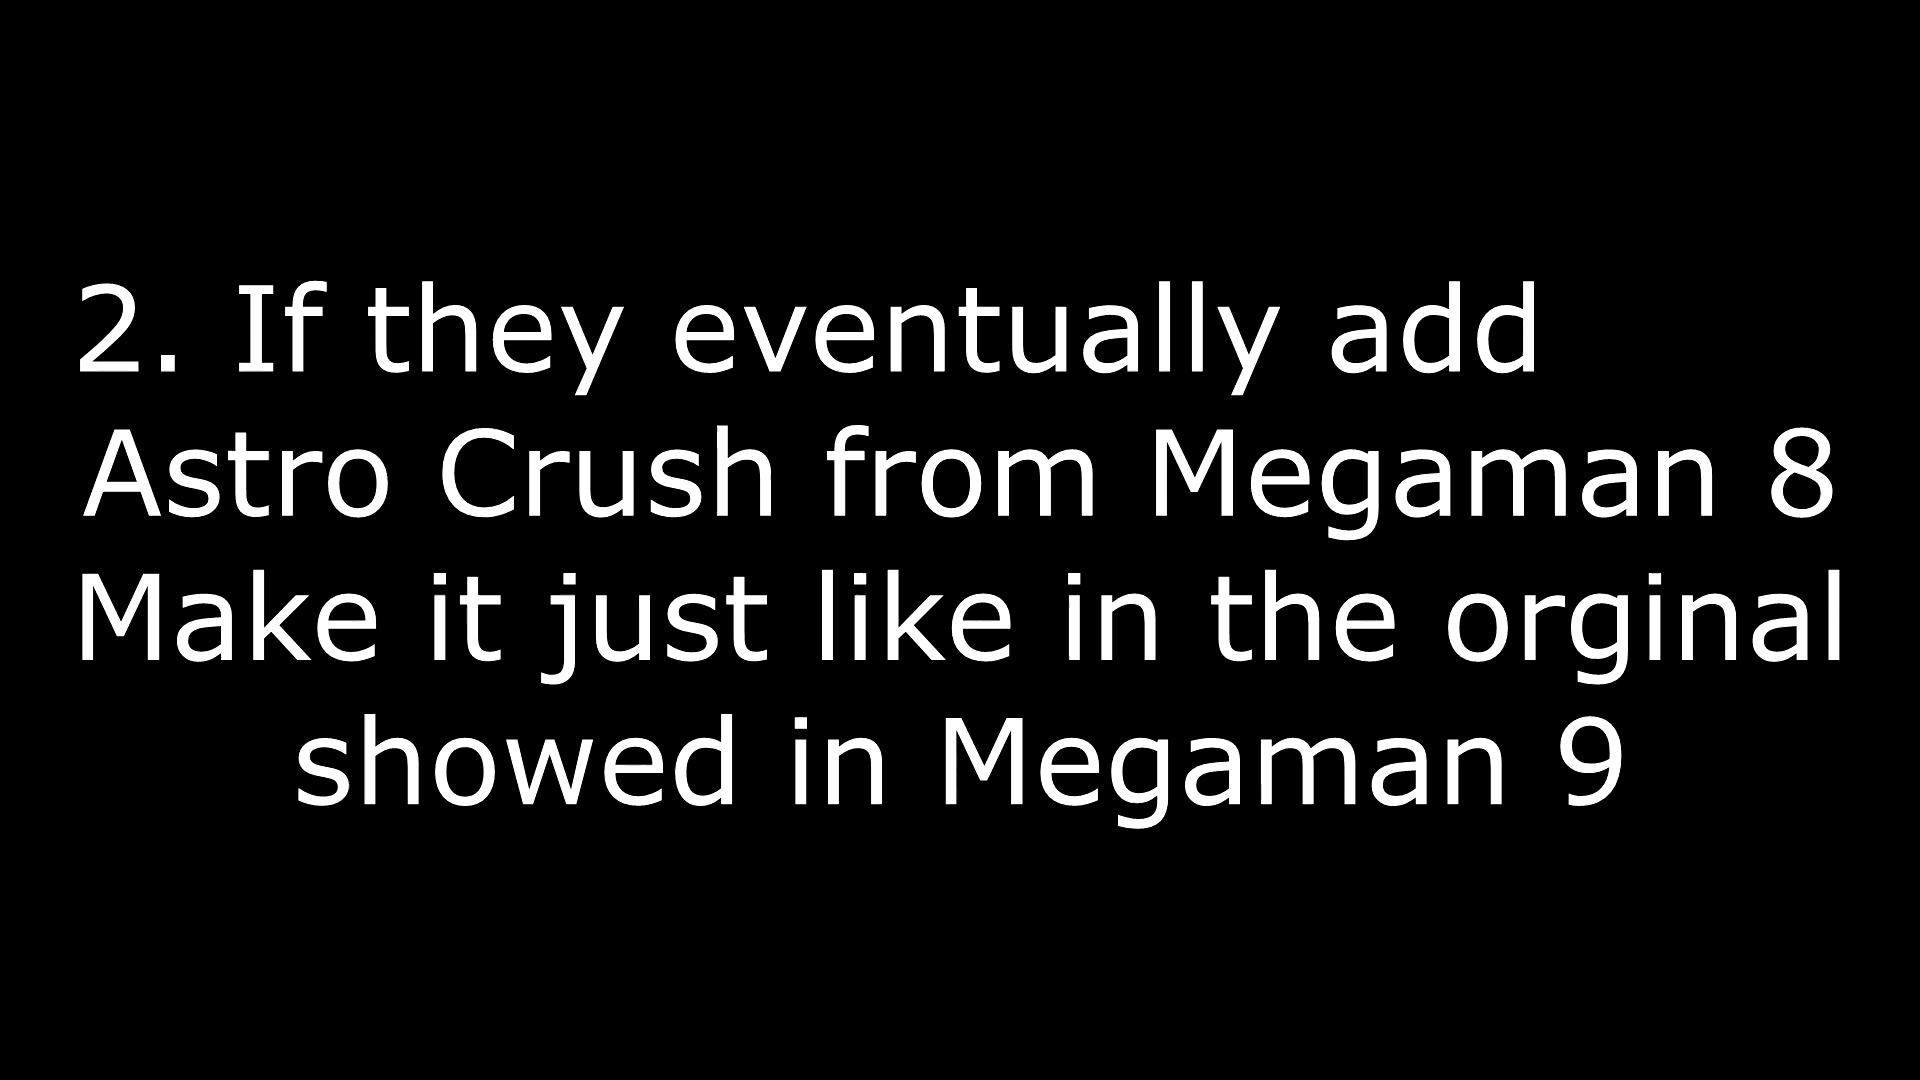 2. If they eventually add
Astro Crush from Megaman 8
Make it just like in the orginal
showed in Megaman 9